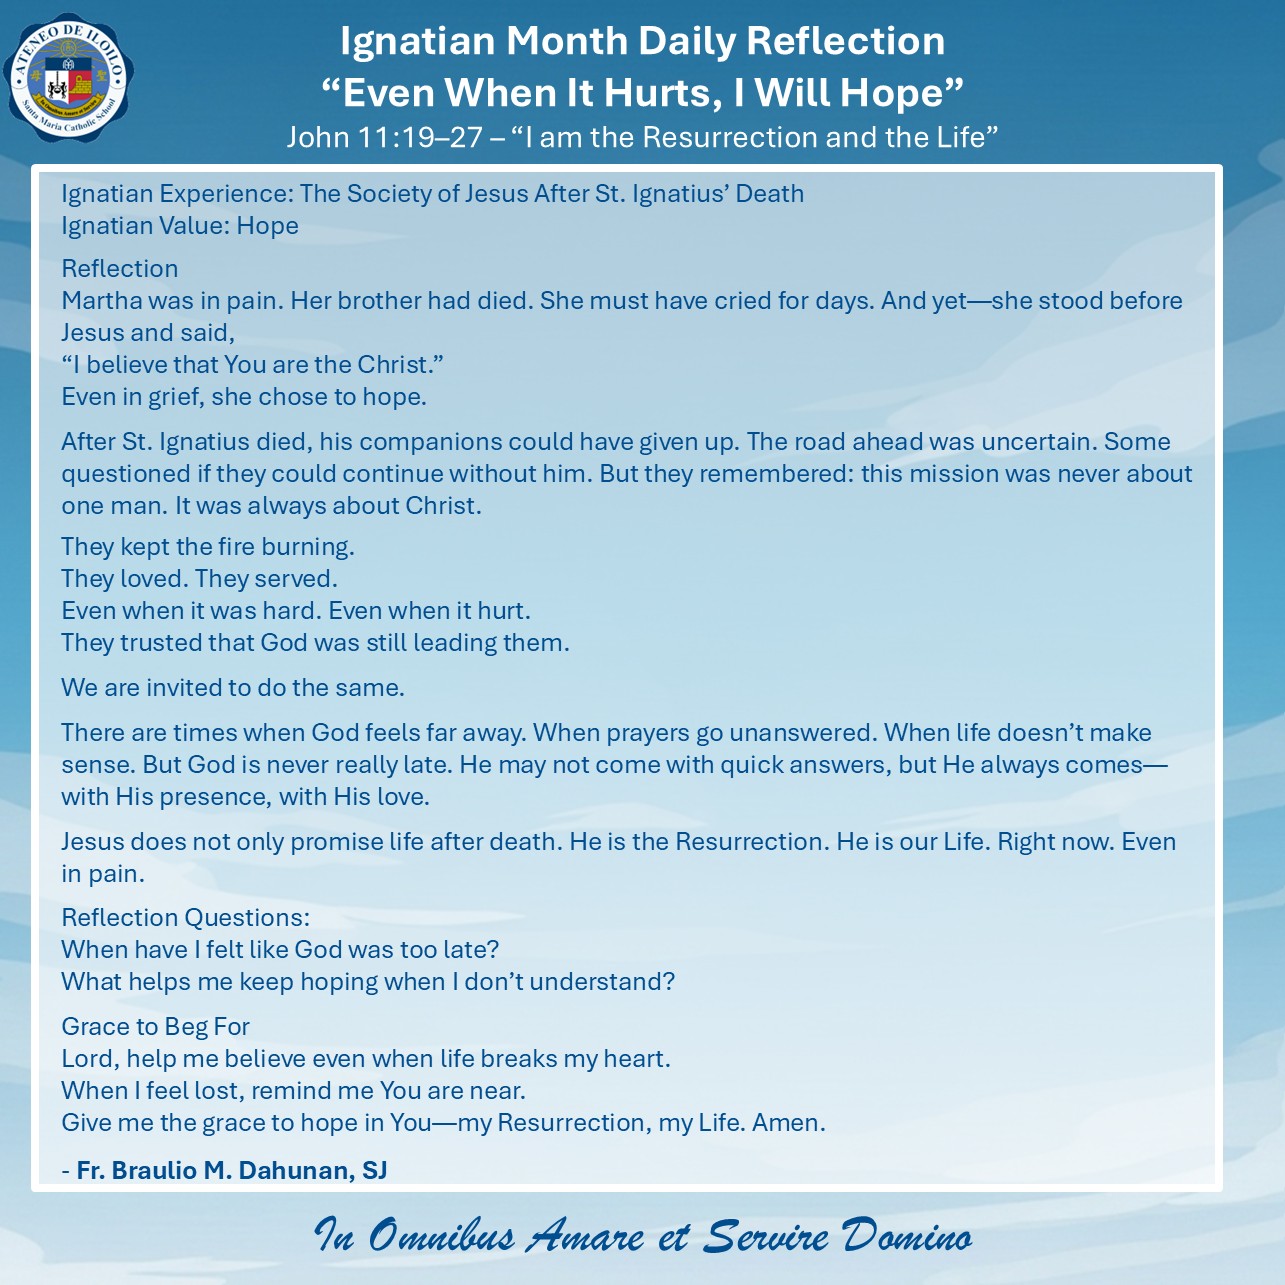 ATENEO DE ILOILO
Santa Maria Catholic School
Ignatian Month Daily Reflection
“Even When It Hurts, I Will Hope”
John 11:19–27 – “I am the Resurrection and the Life”
Ignatian Experience: The Society of Jesus After St. Ignatius’ Death
Ignatian Value: Hope
Reflection
Martha was in pain. Her brother had died. She must have cried for days. And yet—she stood before
Jesus and said,
“I believe that You are the Christ.”
Even in grief, she chose to hope.
After St. Ignatius died, his companions could have given up. The road ahead was uncertain. Some
questioned if they could continue without him. But they remembered: this mission was never about
one man. It was always about Christ.
They kept the fire burning.
They loved. They served.
Even when it was hard. Even when it hurt.
They trusted that God was still leading them.
We are invited to do the same.
There are times when God feels far away. When prayers go unanswered. When life doesn’t make
sense. But God is never really late. He may not come with quick answers, but He always comes—
with His presence, with His love.
Jesus does not only promise life after death. He is the Resurrection. He is our Life. Right now. Even
in pain.
Reflection Questions:
When have I felt like God was too late?
What helps me keep hoping when I don’t understand?
Grace to Beg For
Lord, help me believe even when life breaks my heart.
When I feel lost, remind me You are near.
Give me the grace to hope in You—my Resurrection, my Life. Amen.
- Fr. Braulio M. Dahunan, SJ
In Omnibus Amare et Servire Domino